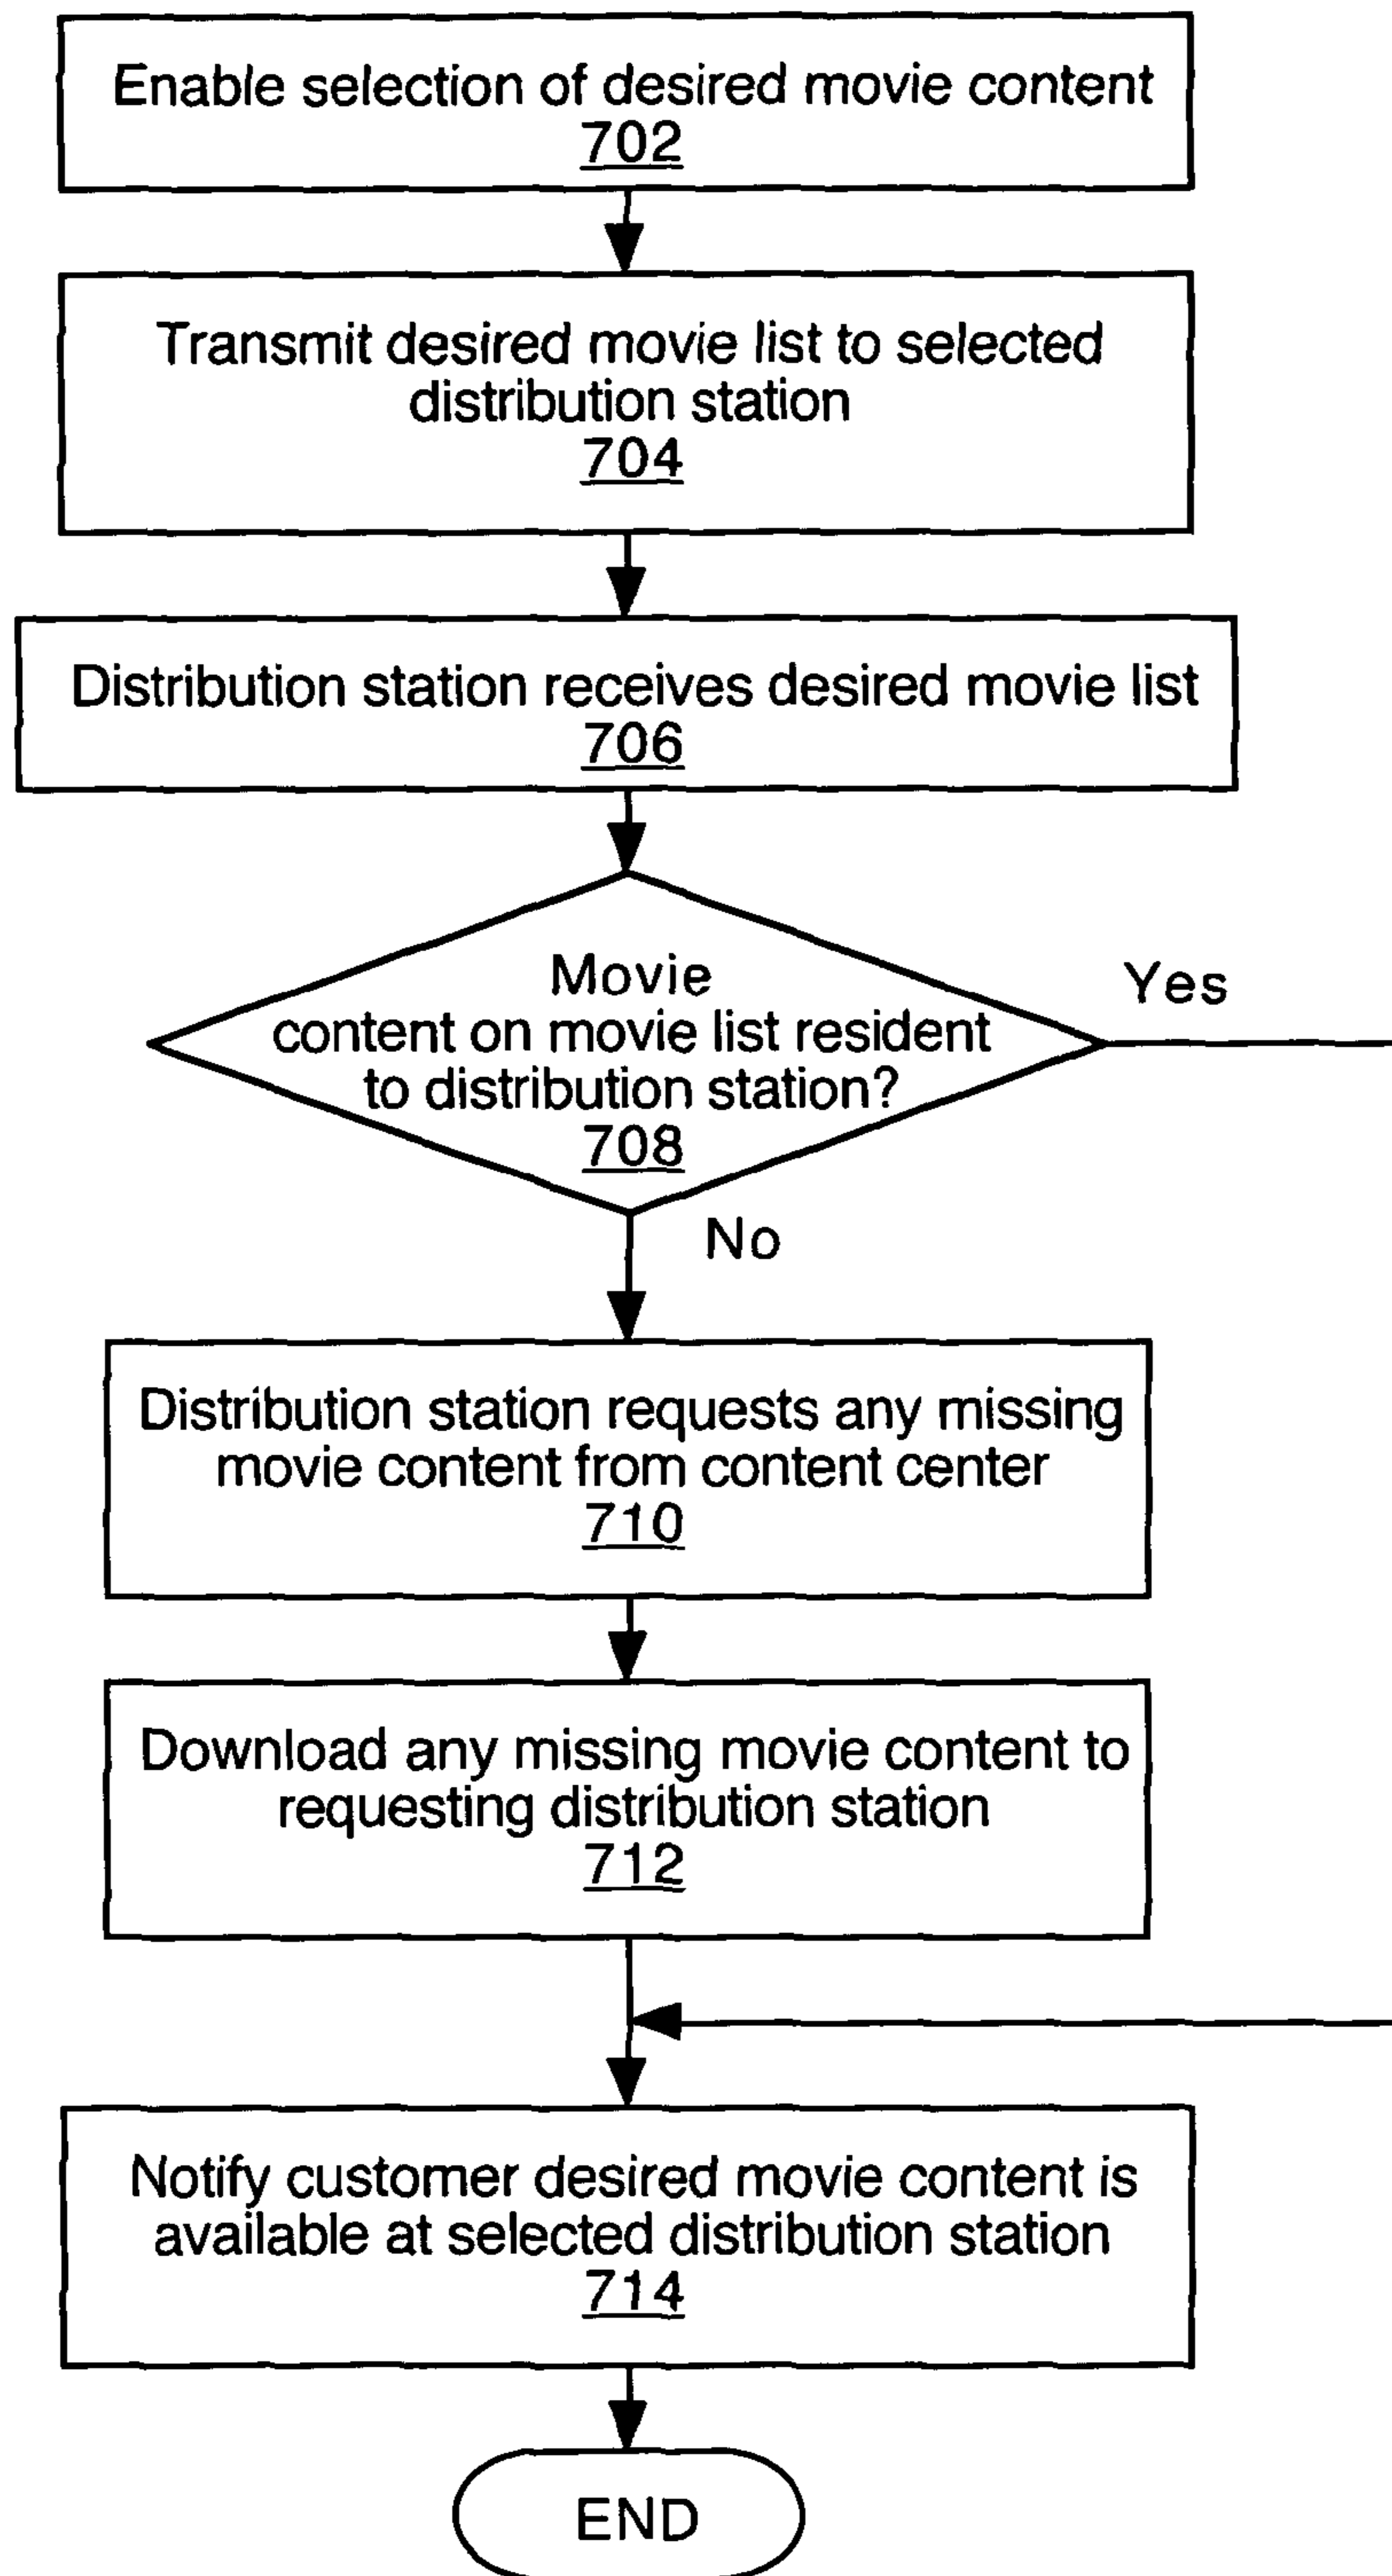 Enable selection of desired movie content
702
Transmit desired movie list to selected
distribution station
704
Distribution station receives desired movie list
706
Movie
content on movie list resident
to distribution station?
708
Yes
No
Distribution station requests any missing
movie content from content center
710
Download any missing movie content to
requesting distribution station
712
Notify customer desired movie content is
available at selected distribution station
714
END